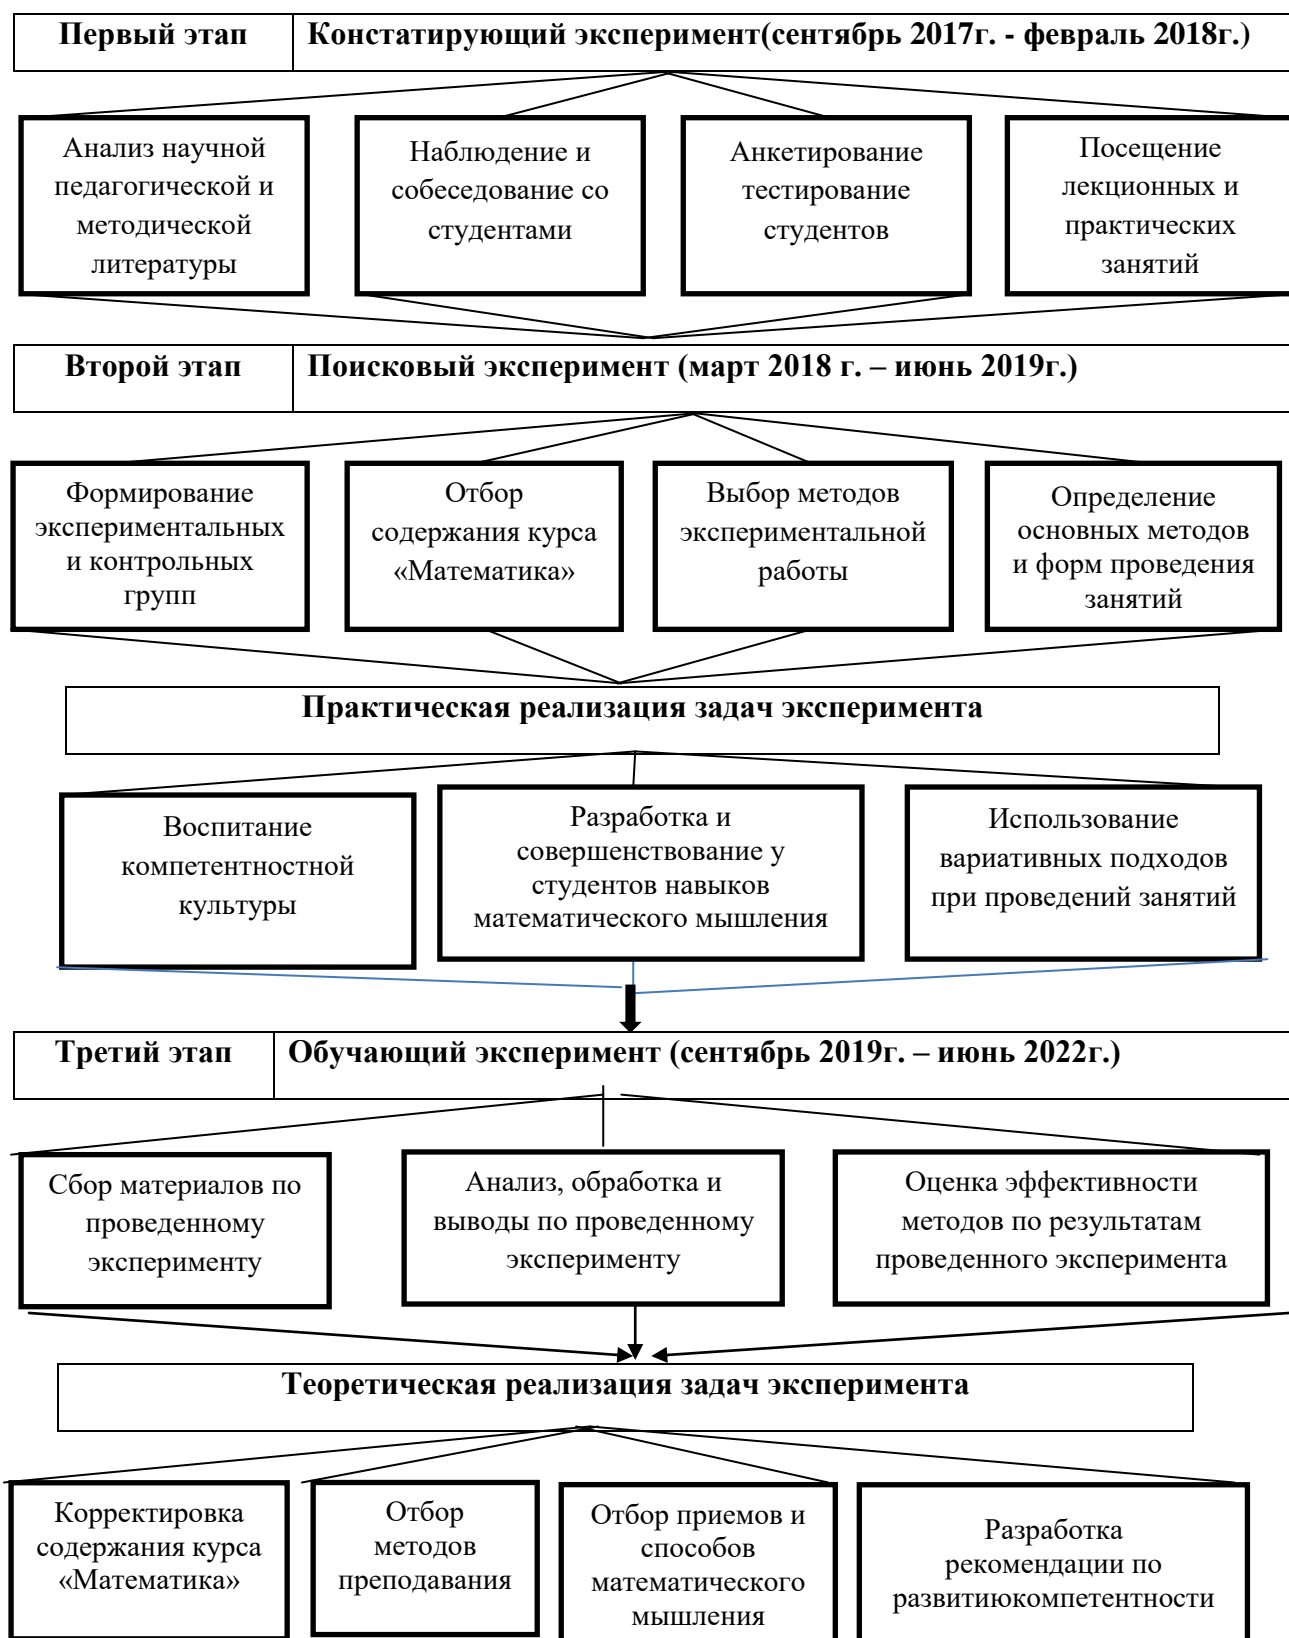 Первый этап
Констатирующий эксперимент(сентябрь 2017г. - февраль 2018г.)
Анализ научной
педагогической и
методической
литературы
Наблюдение и
собеседование со
студентами
Анкетирование
тестирование
студентов
Посещение
лекционных и
практических
занятий
Второй этап
Поисковый эксперимент (март 2018 г. – июнь 2019г.)
Формирование
экспериментальных
и контрольных
групп
Отбор
содержания курса
«Математика»
Выбор методов
экспериментальной
работы
Определение
основных методов
и форм проведения
занятий
Практическая реализация задач эксперимента
Воспитание
компетентностной
культуры
Разработка и
совершенствование у
студентов навыков
математического мышления
Использование
вариативных подходов
при проведений занятий
Третий этап
Обучающий эксперимент (сентябрь 2019г. – июнь 2022г.)
Сбор материалов по
проведенному
эксперименту
Анализ, обработка и
выводы по проведенному
эксперименту
Оценка эффективности
методов по результатам
проведенного эксперимента
Теоретическая реализация задач эксперимента
Корректировка
содержания курса
«Математика»
Отбор
методов
преподавания
Отбор приемов и
способов
математического
мышления
Разработка
рекомендации по
развитиюкомпетентности